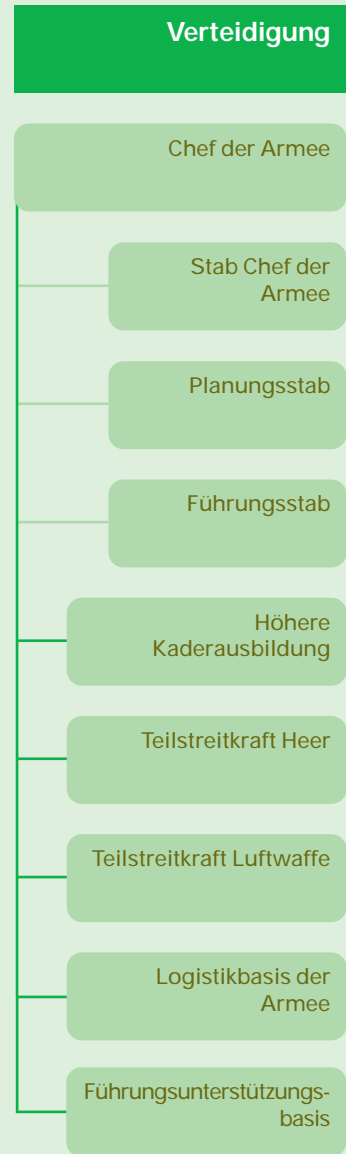 Verteidigung
Chef der Armee
Stab Chef der
Armee
Planungsstab
Führungsstab
Höhere
Kaderausbildung
Teilstreitkraft Heer
Teilstreitkraft Luftwaffe
Logistikbasis der
Armee
Führungsunterstützungs-
basis